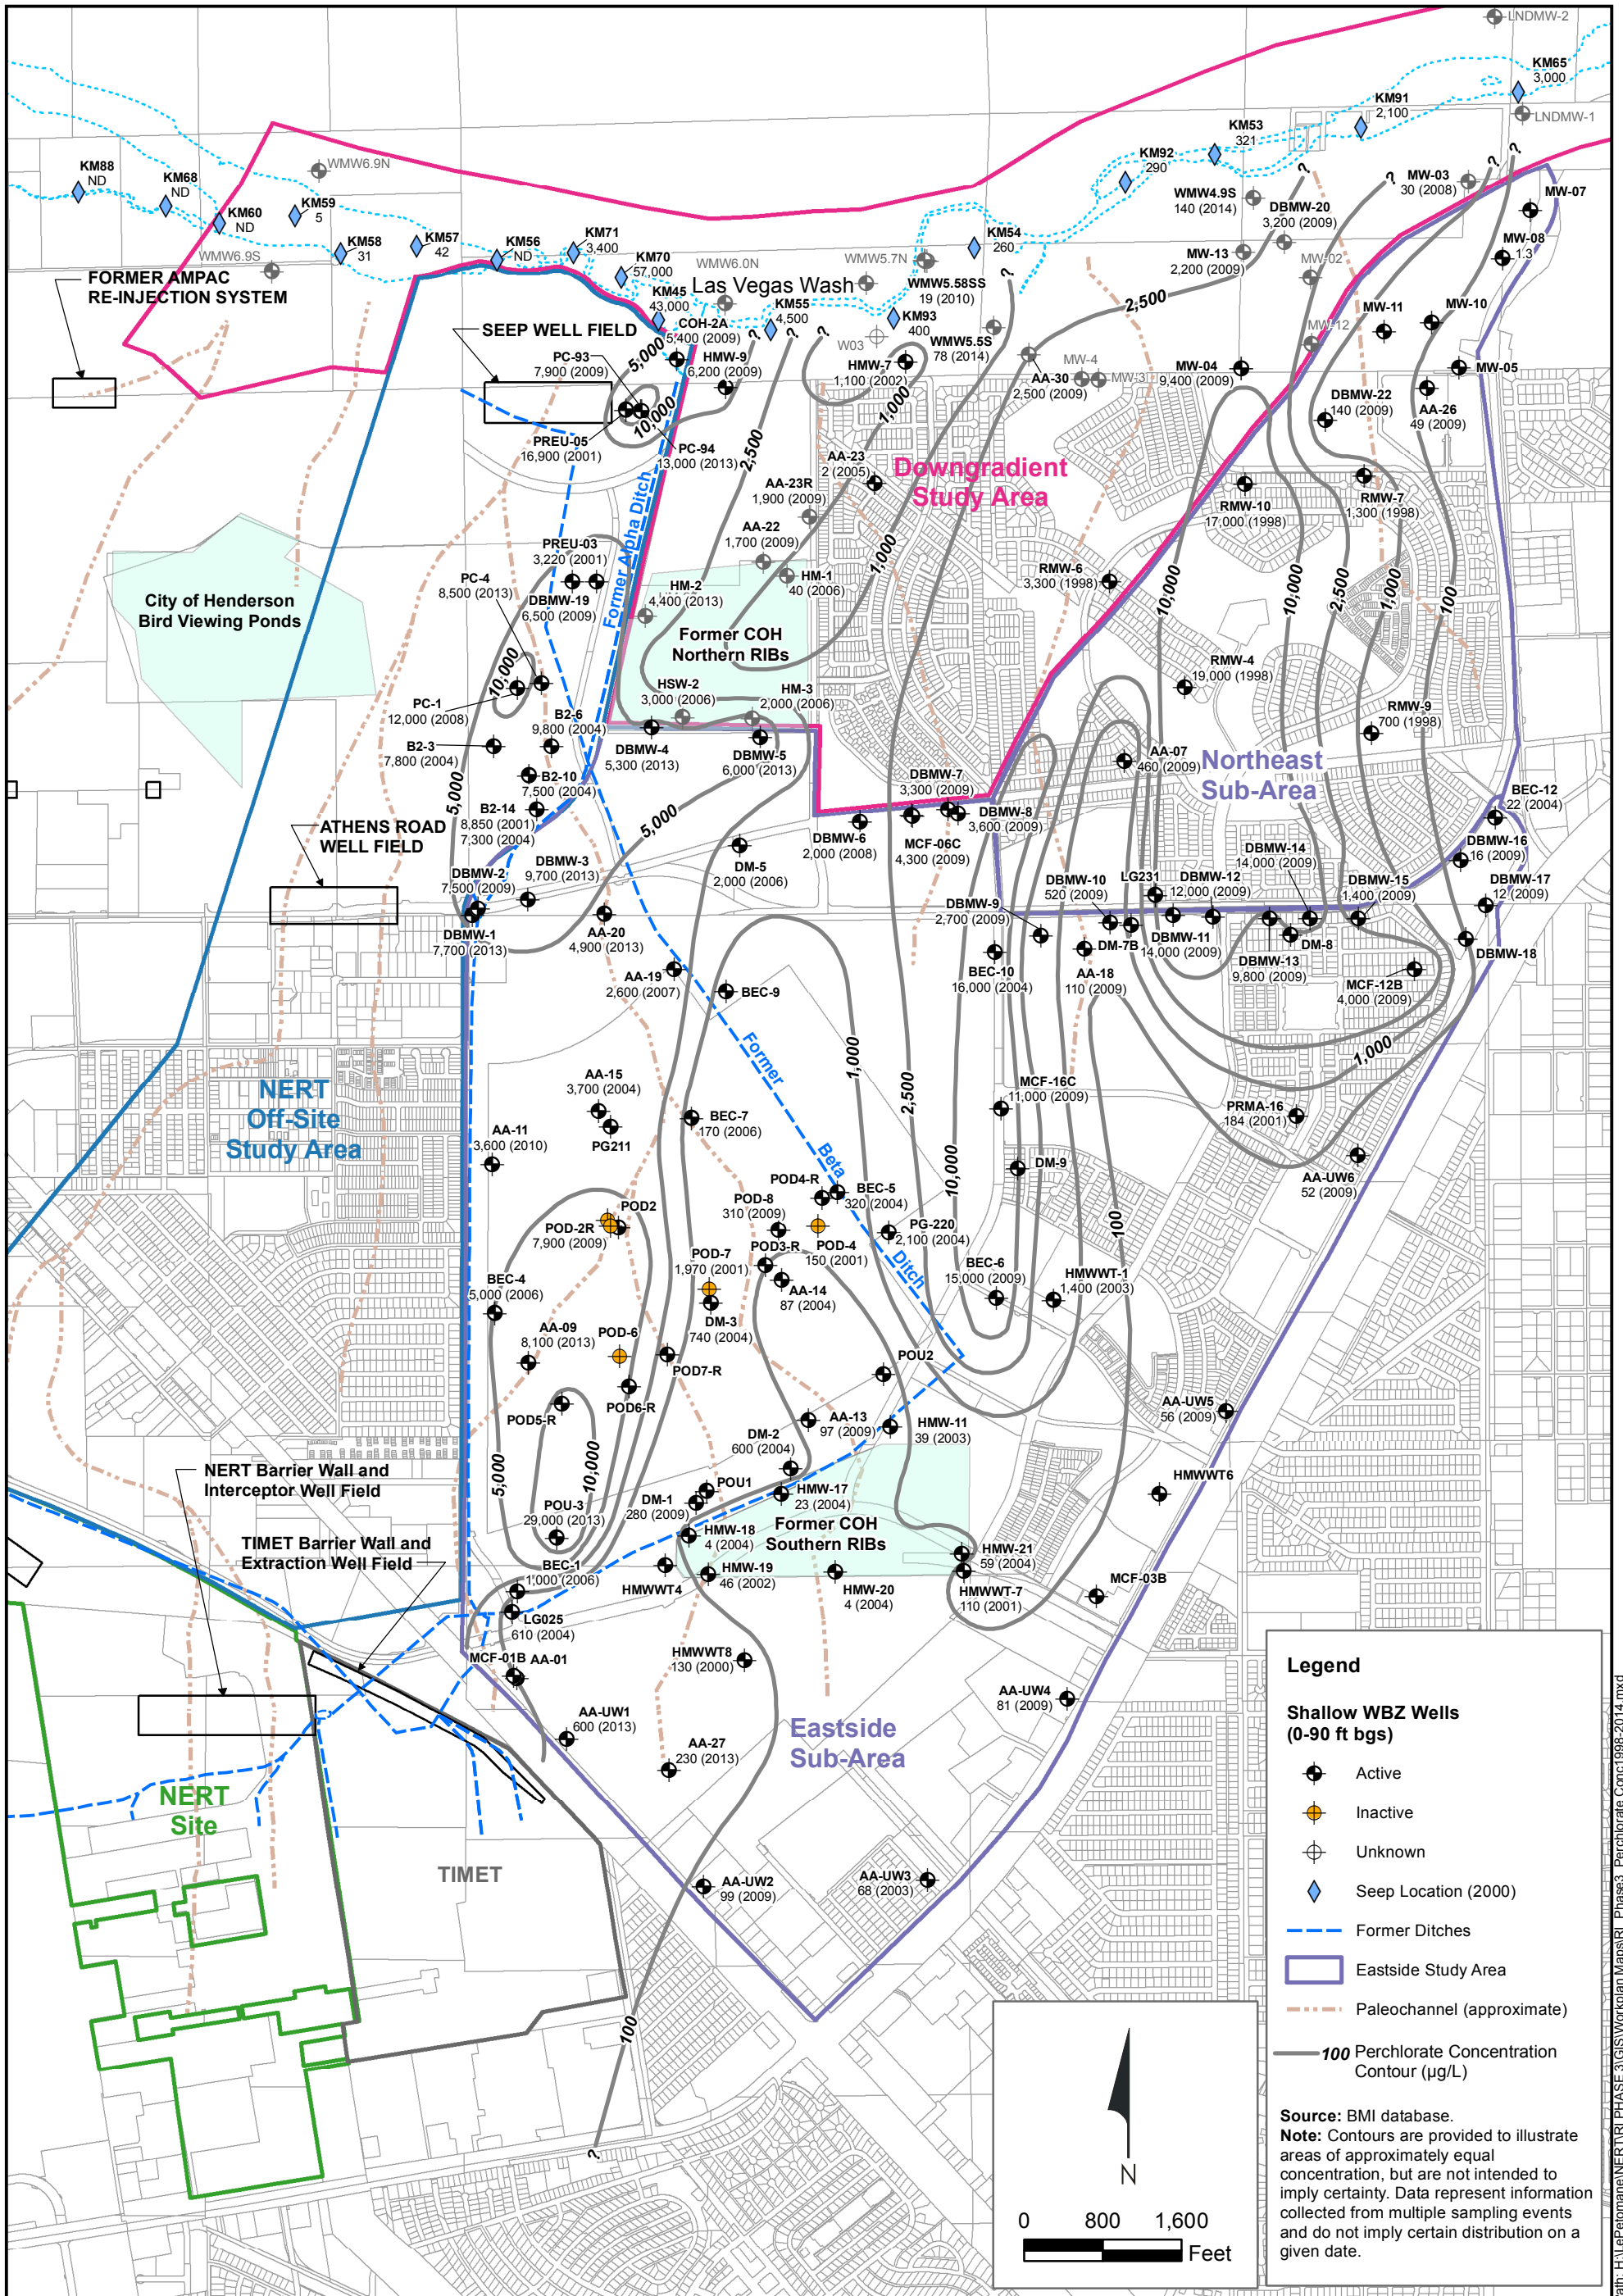 LNDMW-2
KM65
3,000
KM91
2,100
LNDMW-1
KM53
321
KM92
290
KM88
ND
KM68
ND
WMW6.9N
KM60
ND
KM59
5
MW-03
30 (2008)
MW-07
WMW4.9S
140 (2014)
DBMW-20
3,200 (2009)
KM58
31
KM57
42
KM56
ND
KM71
3,400
KM54
260
MW-08
1.3
MW-13
2,200 (2009)
MW-02
WMW6.9S
KM70
57,000
WMW6.0N
WMW5.7N
FORMER AMPAC
RE-INJECTION SYSTEM
Las Vegas Wash
WMW5.58SS
19 (2010)
2,500
KM45
43,000
KM55
4,500
KM93
400
MW-11
MW-10
SEEP WELL FIELD
COH-2A
5,400 (2009)
W03
WMW5.5S
78 (2014)
MW-12
PC-93
7,900 (2009)
5,000
HMW-9
6,200 (2009)
HMW-7
1,100 (2002)
AA-30
2,500 (2009)
MW-4
MW-3
MW-04
9,400 (2009)
MW-05
10,000
1,000
DBMW-22
140 (2009)
AA-26
49 (2009)
PREU-05
16,900 (2001)
PC-94
13,000 (2013)
2,500
AA-23
2 (2005)
Downgradient
Study Area
AA-23R
1,900 (2009)
RMW-10
17,000 (1998)
RMW-7
1,300 (1998)
Former Alpha Ditch
AA-22
1,700 (2009)
1,000
PREU-03
3,220 (2001)
PC-4
8,500 (2013)
DBMW-19
6,500 (2009)
HM-2
4,400 (2013)
HM-1
40 (2006)
RMW-6
3,300 (1998)
10,000
10,000
2,500
1,000
100
City of Henderson
Bird Viewing Ponds
Former COH
Northern RIBs
10,000
RMW-4
19,000 (1998)
PC-1
12,000 (2008)
HSW-2
3,000 (2006)
HM-3
2,000 (2006)
RMW-9
700 (1998)
B2-6
9,800 (2004)
B2-3
7,800 (2004)
DBMW-4
5,300 (2013)
DBMW-5
6,000 (2013)
AA-07
460 (2009)
Northeast
Sub-Area
B2-10
7,500 (2004)
DBMW-7
3,300 (2009)
BEC-12
22 (2004)
5,000
B2-14
8,850 (2001)
7,300 (2004)
5,000
DBMW-6
2,000 (2008)
MCF-06C
4,300 (2009)
DBMW-8
3,600 (2009)
ATHENS ROAD
WELL FIELD
DBMW-16
16 (2009)
DBMW-3
9,700 (2013)
DM-5
2,000 (2006)
DBMW-14
14,000 (2009)
DBMW-2
7,500 (2009)
DBMW-10
520 (2009)
LG231
DBMW-12
12,000 (2009)
DBMW-15
1,400 (2009)
DBMW-17
12 (2009)
DBMW-9
2,700 (2009)
DBMW-1
7,700 (2013)
AA-20
4,900 (2013)
DM-7B
DBMW-11
14,000 (2009)
DM-8
DBMW-13
9,800 (2009)
DBMW-18
AA-19
2,600 (2007)
BEC-9
BEC-10
16,000 (2004)
AA-18
110 (2009)
MCF-12B
4,000 (2009)
Former
1,000
1,000
NERT
Off-Site
Study Area
AA-15
3,700 (2004)
2,500
MCF-16C
11,000 (2009)
PG211
BEC-7
170 (2006)
PRMA-16
184 (2001)
AA-11
3,600 (2010)
Beta
10,000
DM-9
AA-UW6
52 (2009)
POD4-R
BEC-5
320 (2004)
POD2
POD-8
310 (2009)
100
POD-2R
7,900 (2009)
POD-4
150 (2001)
PG-220
2,100 (2004)
POD-7
1,970 (2001)
POD3-R
Ditch
BEC-6
15,000 (2009)
HMWWT-1
1,400 (2003)
BEC-4
5,000 (2006)
AA-14
87 (2004)
DM-3
740 (2004)
AA-09
8,100 (2013)
POD-6
POD7-R
POU2
POD6-R
POD5-R
AA-UW5
56 (2009)
AA-13
97 (2009)
HMW-11
39 (2003)
DM-2
600 (2004)
5,000
10,000
NERT Barrier Wall and
Interceptor Well Field
POU1
HMWWT6
POU-3
29,000 (2013)
DM-1
280 (2009)
HMW-17
23 (2004)
Former COH
Southern RIBs
TIMET Barrier Wall and
Extraction Well Field
HMW-18
4 (2004)
HMW-21
59 (2004)
BEC-1
1,000 (2006)
HMWWT4
HMW-19
46 (2002)
HMW-20
4 (2004)
HMWWT-7
110 (2001)
MCF-03B
LG025
610 (2004)
MCF-01B
AA-01
HMWWT8
130 (2000)
AA-UW4
81 (2009)
AA-UW1
600 (2013)
Eastside
Sub-Area
AA-27
230 (2013)
NERT
Site
TIMET
AA-UW2
99 (2009)
AA-UW3
68 (2003)
100
?
Legend
Shallow WBZ Wells
(0-90 ft bgs)
Active
Inactive
Unknown
Seep Location (2000)
Former Ditches
Eastside Study Area
Paleochannel (approximate)
100 Perchlorate Concentration
Contour (µg/L)
Source: BMI database.
Note: Contours are provided to illustrate
areas of approximately equal
concentration, but are not intended to
imply certainty. Data represent information
collected from multiple sampling events
and do not imply certain distribution on a
given date.
N
0 800 1,600
Feet